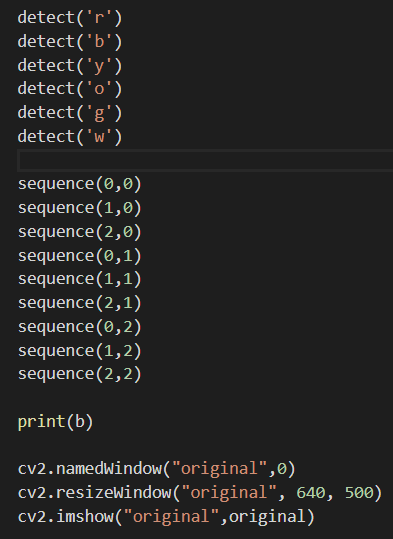 detect('r')
detect('b')
detect('y')
detect('o')
detect('g')
detect('w')
sequence(0,0)
sequence(1,0)
sequence(2,0)
sequence(0,1)
sequence(1,1)
sequence(2,1)
sequence(0,2)
sequence(1,2)
sequence(2,2)
print(b)
cv2.namedWindow("original",0)
cv2.resizeWindow("original", 640, 500)
cv2.imshow("original",original)